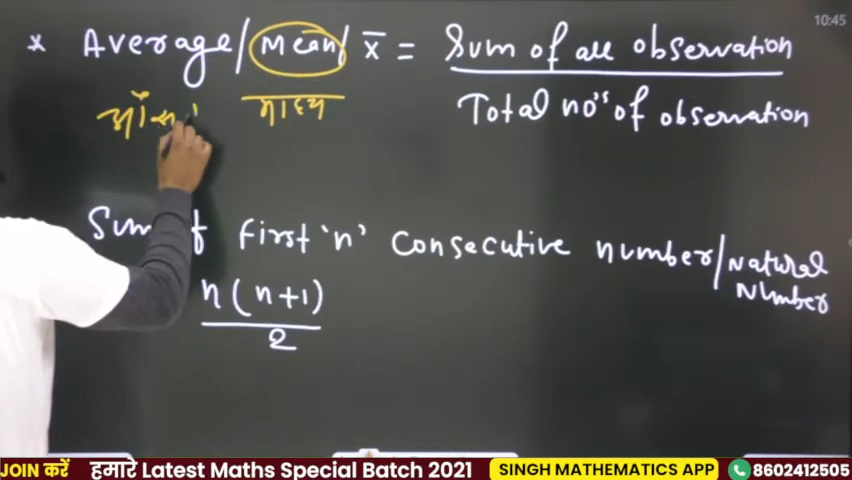 10:45
* Average/Mean/ x̄ = Sum of all observation
Total no's of observation
माध्य
Sum of first 'n' consecutive number/Natural Number
n(n+1)
2
JOIN करें हमारे Latest Maths Special Batch 2021 SINGH MATHEMATICS APP 8602412505